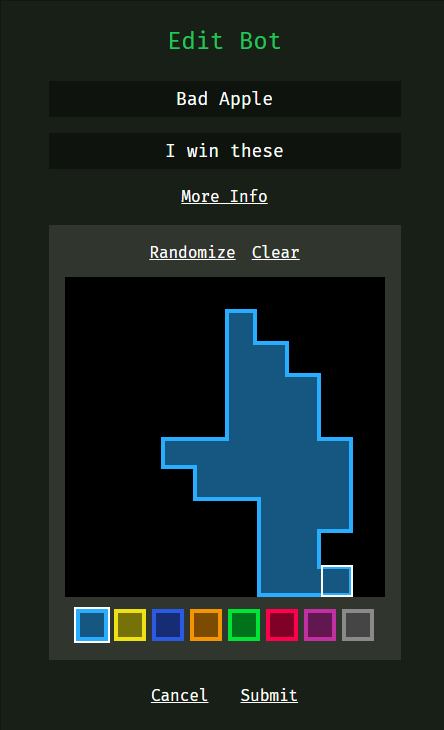 Edit Bot
Bad Apple
I win these
More Info
Randomize Clear
Cancel Submit